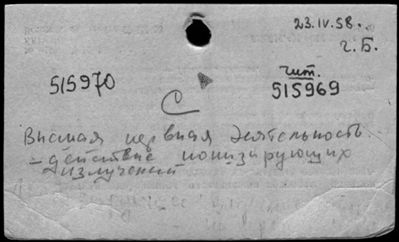 23.IV.58.
г. Б.
515970
чит.
515969
С
Высшая нервная деятельность
- действие ионизирующих
излучений